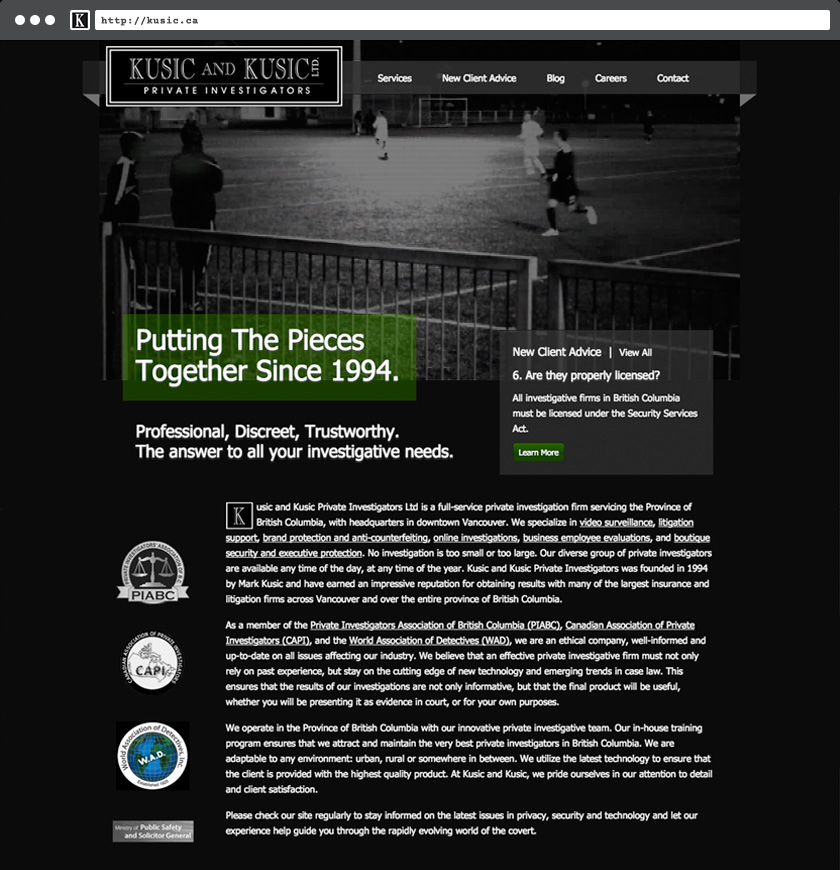 http://kusic.ca
KUSIC AND KUSIC LTD.
PRIVATE INVESTIGATORS
Services New Client Advice Blog Careers Contact
Putting The Pieces
Together Since 1994.
Professional, Discreet, Trustworthy.
The answer to all your investigative needs.
New Client Advice | View All
6. Are they properly licensed?
All investigative firms in British Columbia
must be licensed under the Security Services
Act.
Learn More
Kusic and Kusic Private Investigators Ltd is a full-service private investigation firm servicing the Province of
British Columbia, with headquarters in downtown Vancouver. We specialize in video surveillance, litigation
support, brand protection and anti-counterfeiting, online investigations, business employee evaluations, and boutique
security and executive protection. No investigation is too small or too large. Our diverse group of private investigators
are available any time of the day, at any time of the year. Kusic and Kusic Private Investigators was founded in 1994
by Mark Kusic and have earned an impressive reputation for obtaining results with many of the largest insurance and
litigation firms across Vancouver and over the entire province of British Columbia.
PIABC
As a member of the Private Investigators Association of British Columbia (PIABC), Canadian Association of Private
Investigators (CAPI), and the World Association of Detectives (WAD), we are an ethical company, well-informed and
up-to-date on all issues affecting our industry. We believe that an effective private investigative firm must not only
rely on past experience, but stay on the cutting edge of new technology and emerging trends in case law. This
ensures that the results of our investigations are not only informative, but that the final product will be useful,
whether you will be presenting it as evidence in court, or for your own purposes.
CANADIAN ASSOCIATION OF PRIVATE INVESTIGATORS
CAPI
We operate in the Province of British Columbia with our innovative private investigative team. Our in-house training
program ensures that we attract and maintain the very best private investigators in British Columbia. We are
adaptable to any environment: urban, rural or somewhere in between. We utilize the latest technology to ensure that
the client is provided with the highest quality product. At Kusic and Kusic, we pride ourselves in our attention to detail
and client satisfaction.
World Association of Detectives, Inc.
W.A.D.
Please check our site regularly to stay informed on the latest issues in privacy, security and technology and let our
experience help guide you through the rapidly evolving world of the covert.
Ministry of Public Safety
and Solicitor General